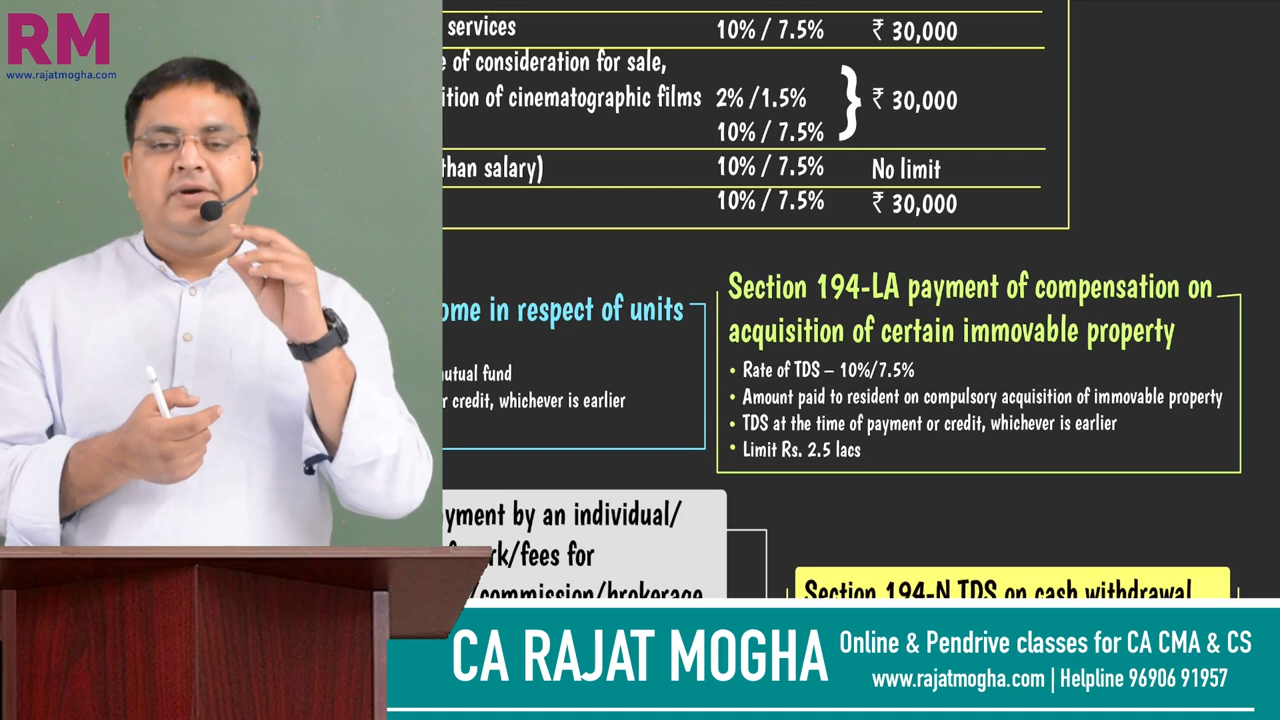 RM
www.rajatmogha.com
services 10% / 7.5% ₹ 30,000
of consideration for sale,
of cinematographic films 2% /1.5% ₹ 30,000
10% / 7.5%
than salary) 10% / 7.5% No limit
10% / 7.5% ₹ 30,000
in respect of units
fund
credit, whichever is earlier
Section 194-LA payment of compensation on
acquisition of certain immovable property
• Rate of TDS – 10%/7.5%
• Amount paid to resident on compulsory acquisition of immovable property
• TDS at the time of payment or credit, whichever is earlier
• Limit Rs. 2.5 lacs
by an individual/
/fees for
/commission/brokerage
Section 194-N TDS on cash withdrawal
CA RAJAT MOGHA
Online & Pendrive classes for CA CMA & CS
www.rajatmogha.com | Helpline 96906 91957